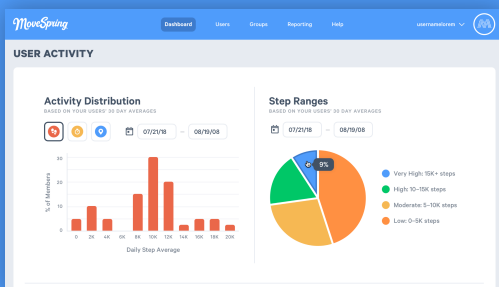 MoveSpring
Dashboard Users Groups Reporting Help usernamelorem
USER ACTIVITY
Activity Distribution
BASED ON YOUR USERS' 30 DAY AVERAGES
07/21/18 – 08/19/08
% of Members
30
20
10
0
0 2K 4K 6K 8K 10K 12K 14K 16K 18K 20K
Daily Step Average
Step Ranges
BASED ON YOUR USERS' 30 DAY AVERAGES
07/21/18 – 08/19/08
9%
Very High: 15K+ steps
High: 10-15K steps
Moderate: 5-10K steps
Low: 0-5K steps